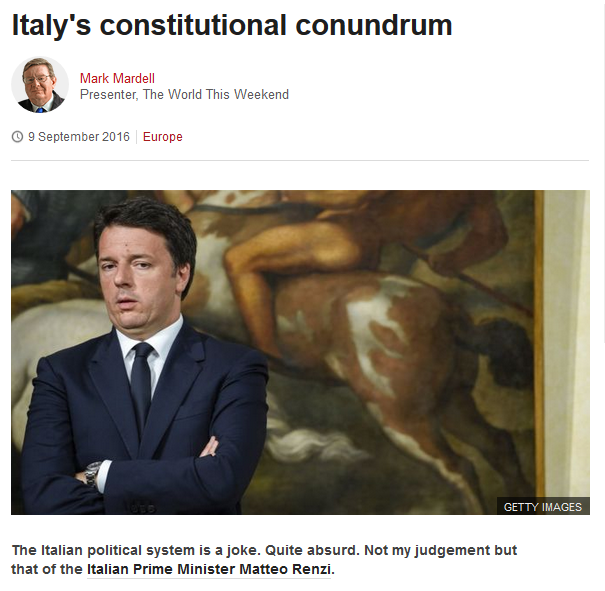 Italy's constitutional conundrum
Mark Mardell
Presenter, The World This Weekend
9 September 2016
Europe
GETTY IMAGES
The Italian political system is a joke. Quite absurd. Not my judgement but
that of the Italian Prime Minister Matteo Renzi.